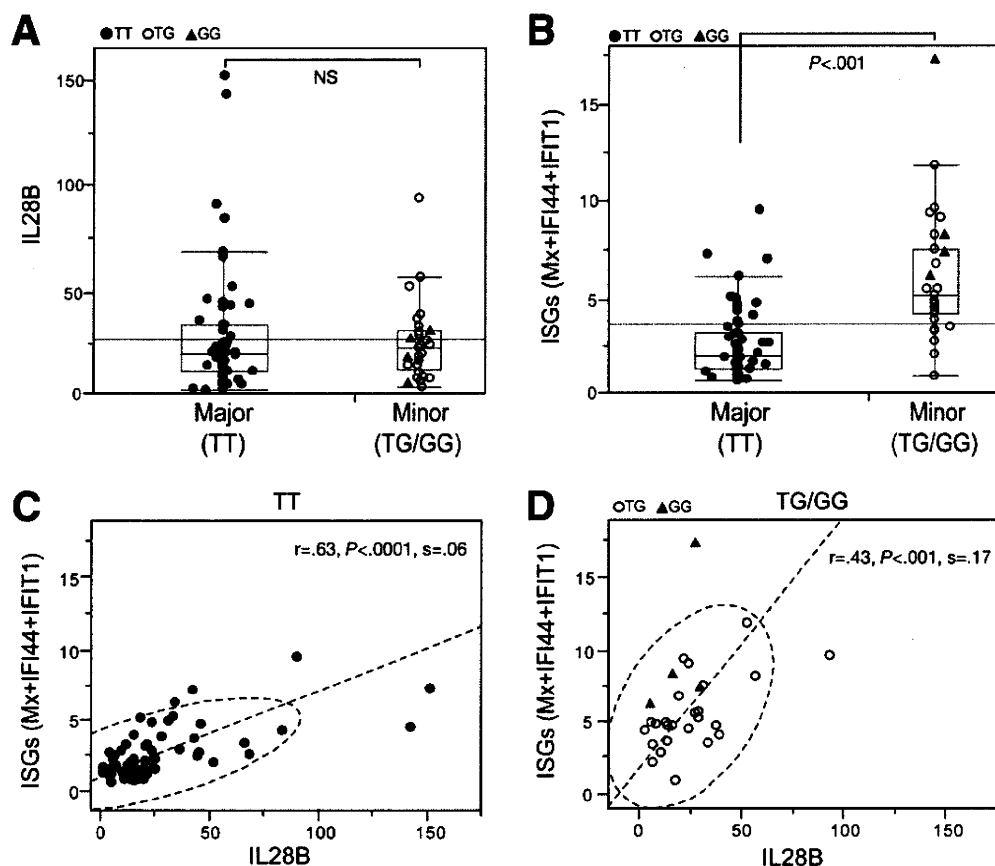 A
●TT ○TG ▲GG
NS
IL28B
150
100
50
0
Major
(TT)
Minor
(TG/GG)
B
●TT ○TG ▲GG
P<.001
ISGs (Mx+IFI44+IFIT1)
15
10
5
0
Major
(TT)
Minor
(TG/GG)
C
TT
r=.63, P<.0001, s=.06
ISGs (Mx+IFI44+IFIT1)
15
10
5
0
0 50 100 150
IL28B
D
○TG ▲GG
TG/GG
r=.43, P<.001, s=.17
ISGs (Mx+IFI44+IFIT1)
15
10
5
0
0 50 100 150
IL28B